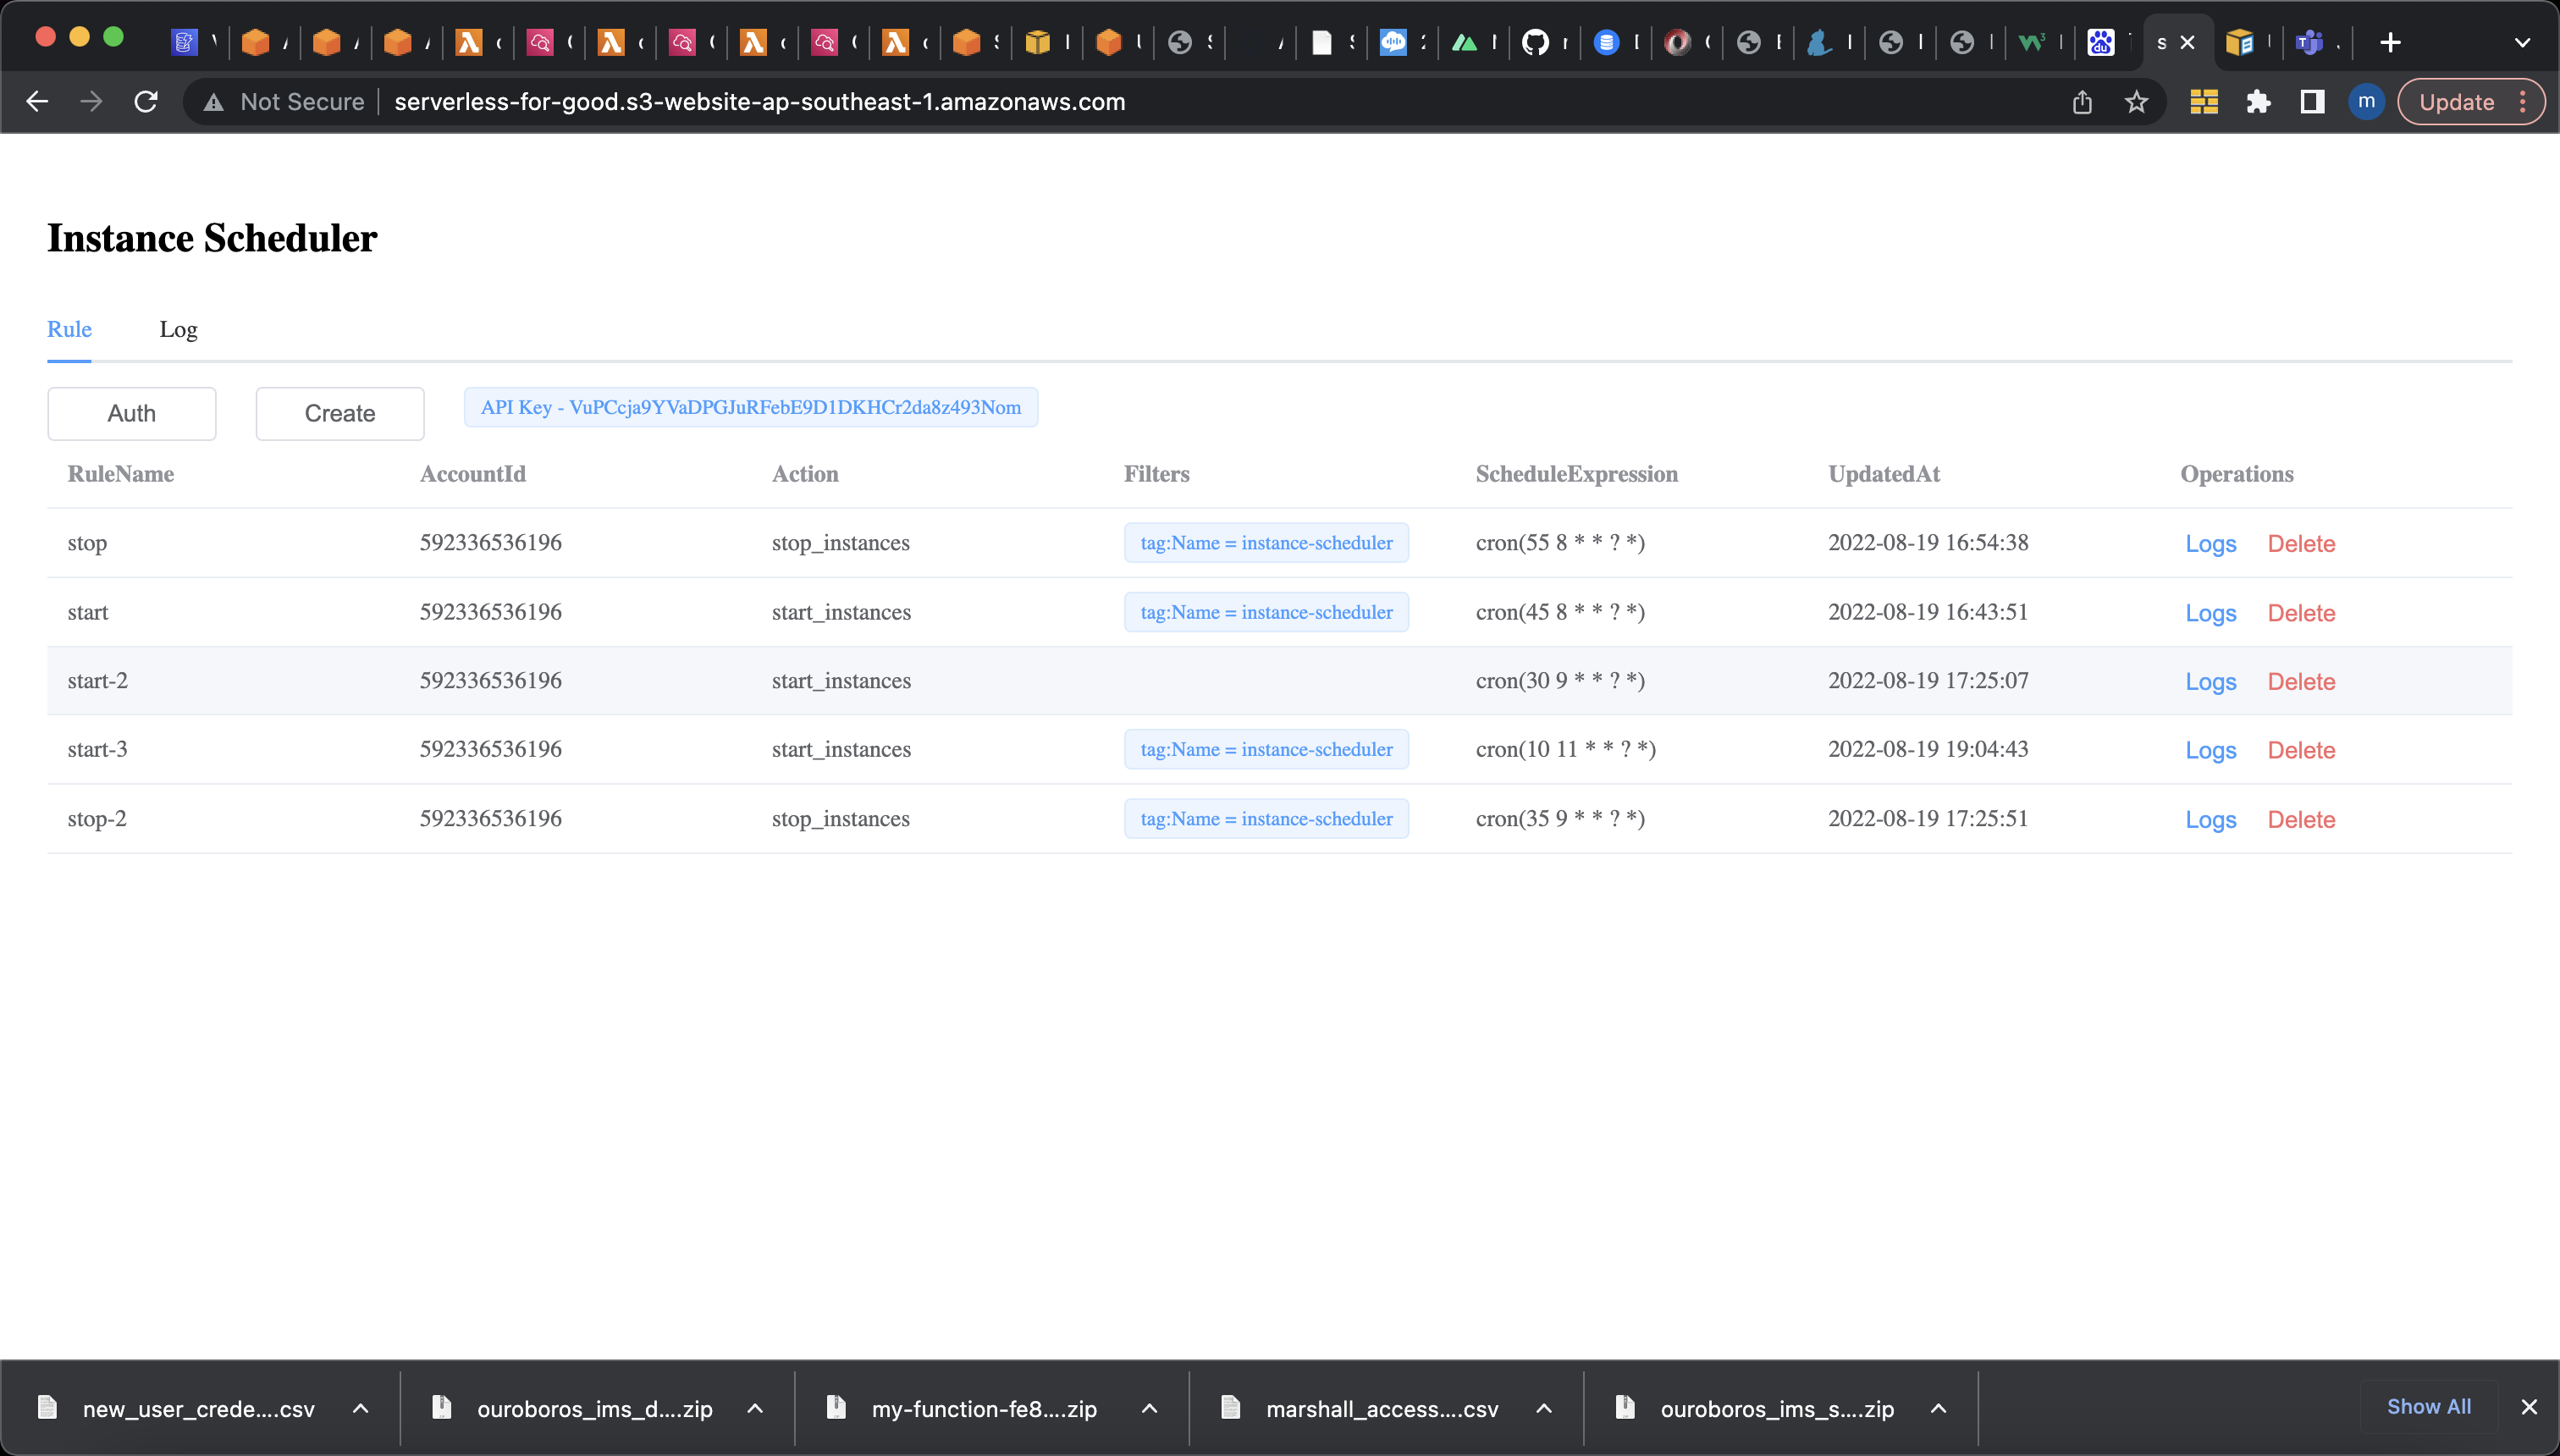 Not Secure serverless-for-good.s3-website-ap-southeast-1.amazonaws.com m Update
Instance Scheduler
Rule Log
Auth Create API Key - VuPCcja9YVaDPGJuRFebE9D1DKHCr2da8z493Nom
RuleName AccountId Action Filters ScheduleExpression UpdatedAt Operations
stop 592336536196 stop_instances tag:Name = instance-scheduler cron(55 8 * * ? *) 2022-08-19 16:54:38 Logs Delete
start 592336536196 start_instances tag:Name = instance-scheduler cron(45 8 * * ? *) 2022-08-19 16:43:51 Logs Delete
start-2 592336536196 start_instances cron(30 9 * * ? *) 2022-08-19 17:25:07 Logs Delete
start-3 592336536196 start_instances tag:Name = instance-scheduler cron(10 11 * * ? *) 2022-08-19 19:04:43 Logs Delete
stop-2 592336536196 stop_instances tag:Name = instance-scheduler cron(35 9 * * ? *) 2022-08-19 17:25:51 Logs Delete
new_user_crede....csv ouroboros_ims_d....zip my-function-fe8....zip marshall_access....csv ouroboros_ims_s....zip Show All